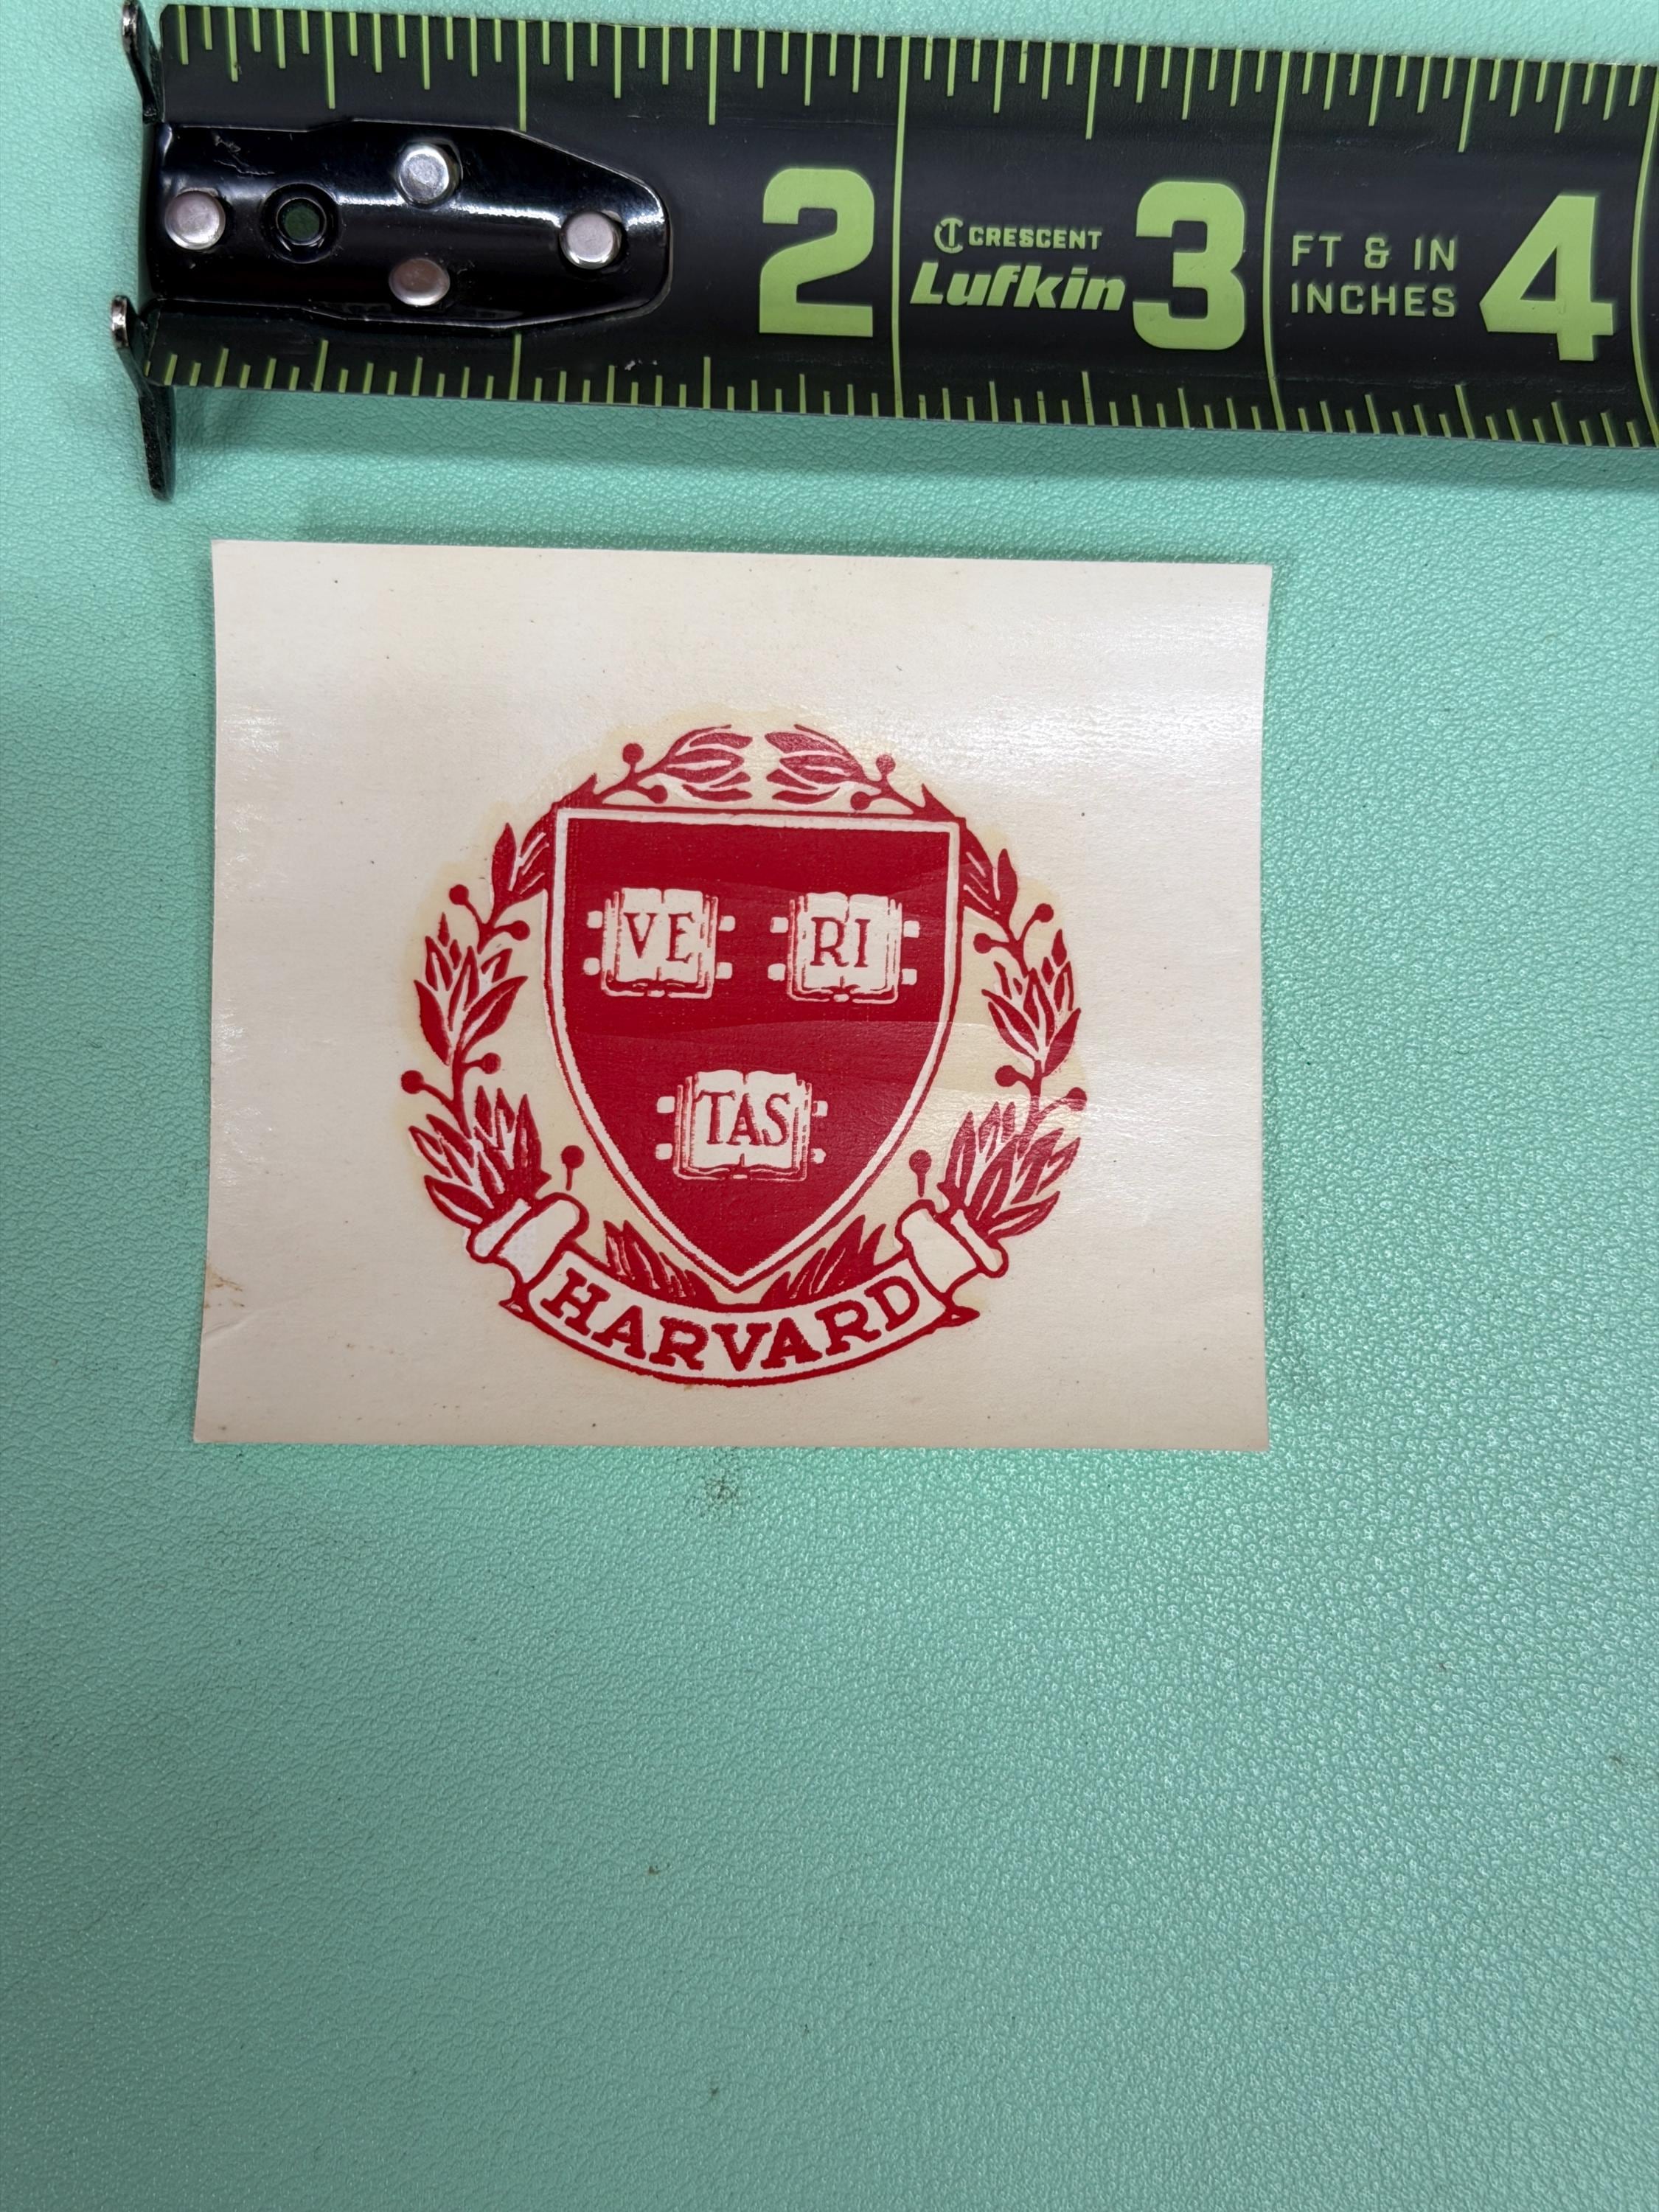 2
CRESCENT
Lufkin
3
FT & IN
INCHES
4
VE RI
TAS
HARVARD